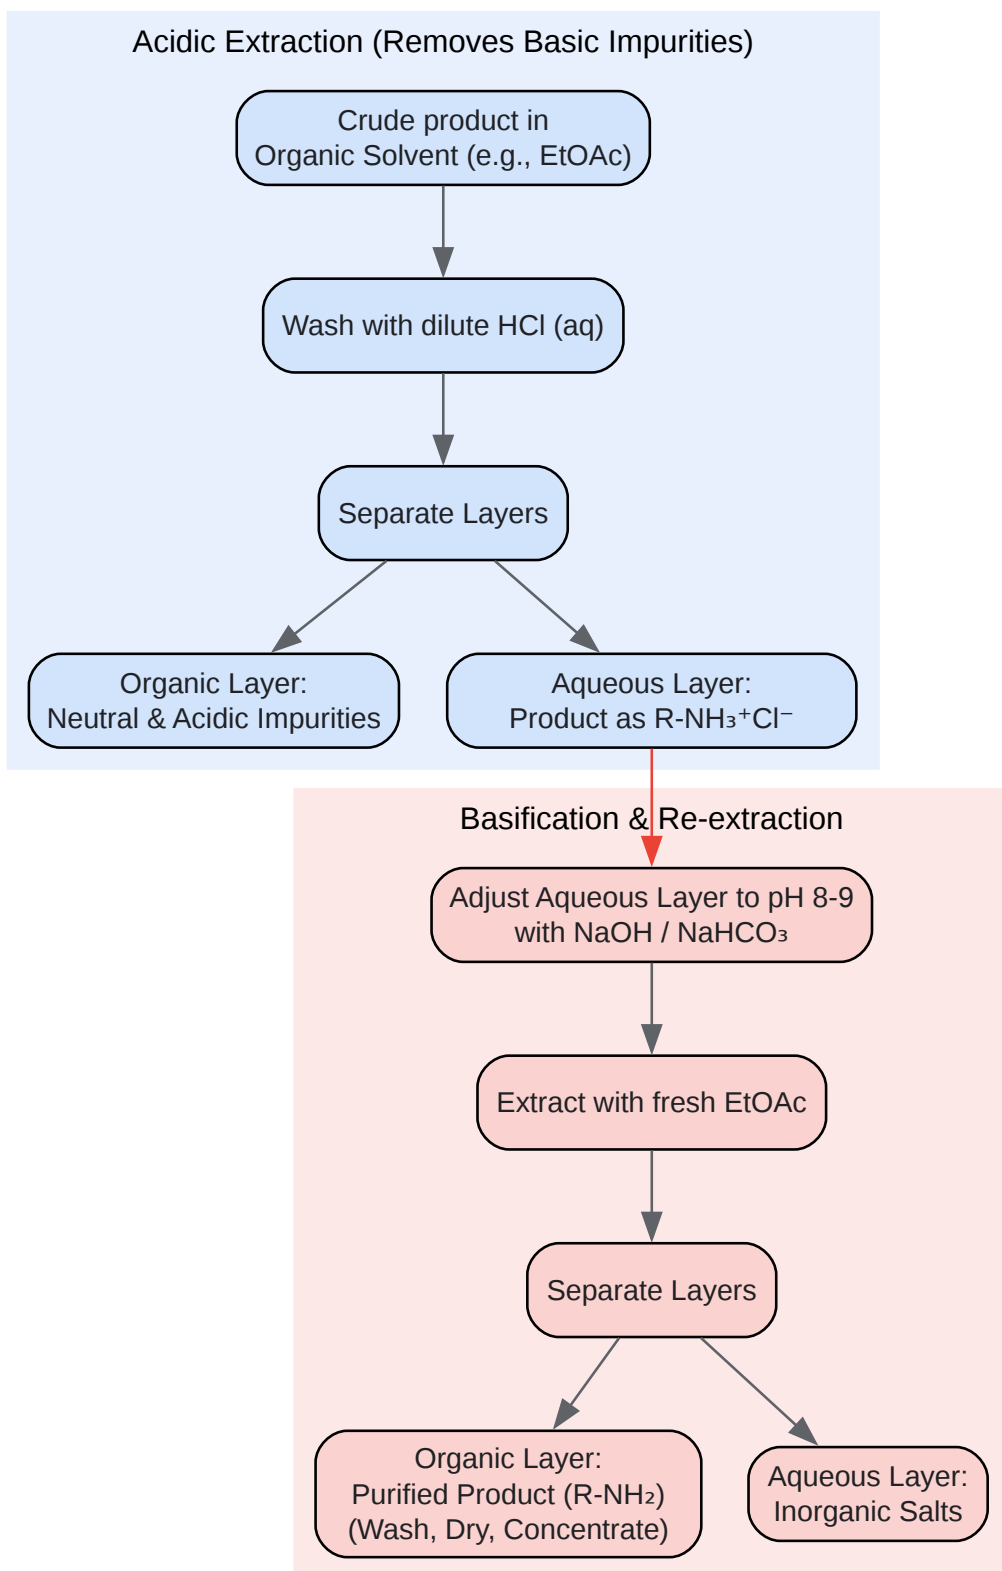 Acidic Extraction (Removes Basic Impurities)
Crude product in
Organic Solvent (e.g., EtOAc)
Wash with dilute HCl (aq)
Separate Layers
Organic Layer:
Neutral & Acidic Impurities
Aqueous Layer:
Product as R-NH₃⁺Cl⁻
Basification & Re-extraction
Adjust Aqueous Layer to pH 8-9
with NaOH / NaHCO₃
Extract with fresh EtOAc
Separate Layers
Organic Layer:
Purified Product (R-NH₂)
(Wash, Dry, Concentrate)
Aqueous Layer:
Inorganic Salts